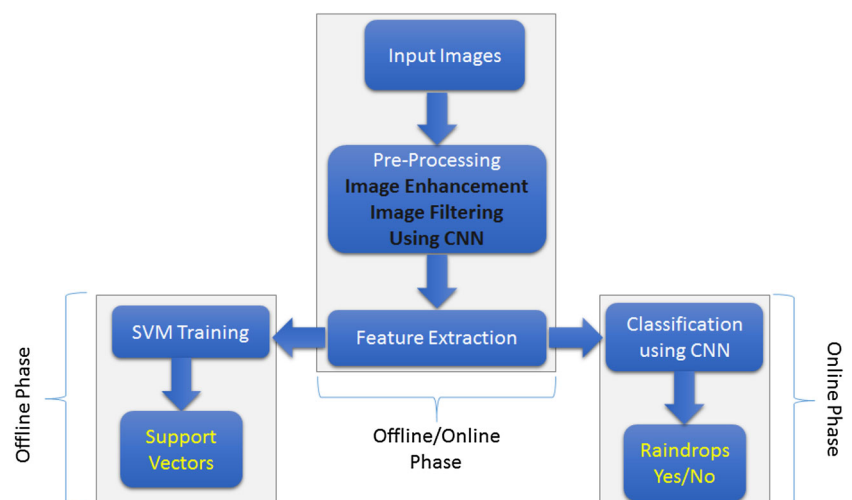 Input Images
Pre-Processing
Image Enhancement
Image Filtering
Using CNN
Feature Extraction
SVM Training
Support
Vectors
Classification
using CNN
Raindrops
Yes/No
Offline Phase
Offline/Online
Phase
Online Phase